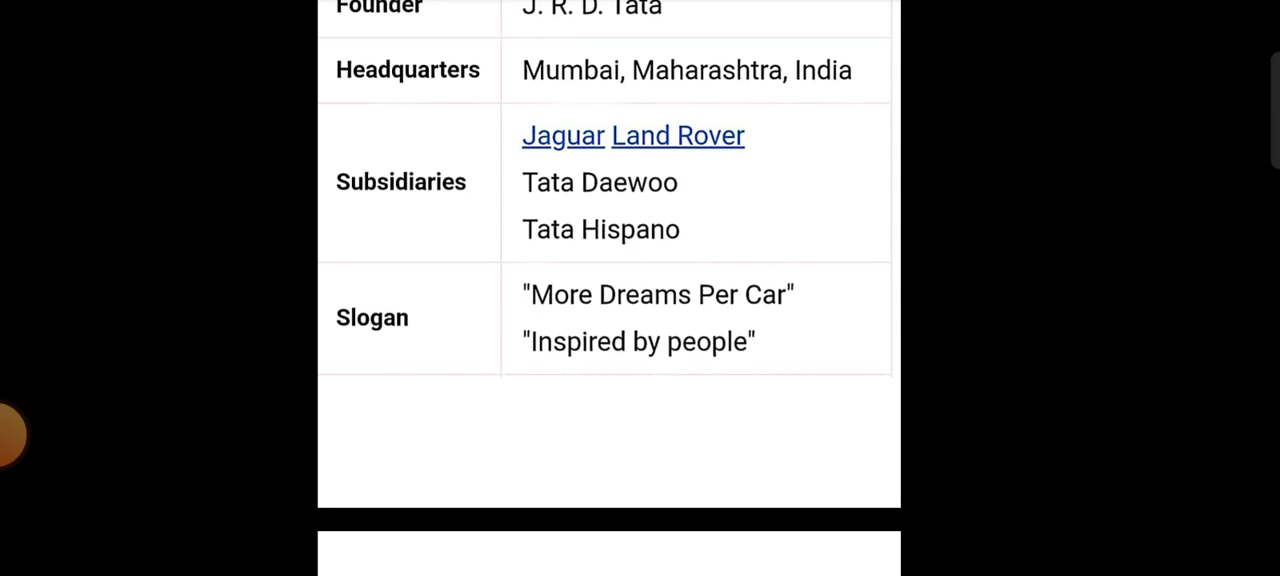 Founder J. R. D. Tata
Headquarters Mumbai, Maharashtra, India
Jaguar Land Rover
Subsidiaries Tata Daewoo
Tata Hispano
"More Dreams Per Car"
Slogan
"Inspired by people"